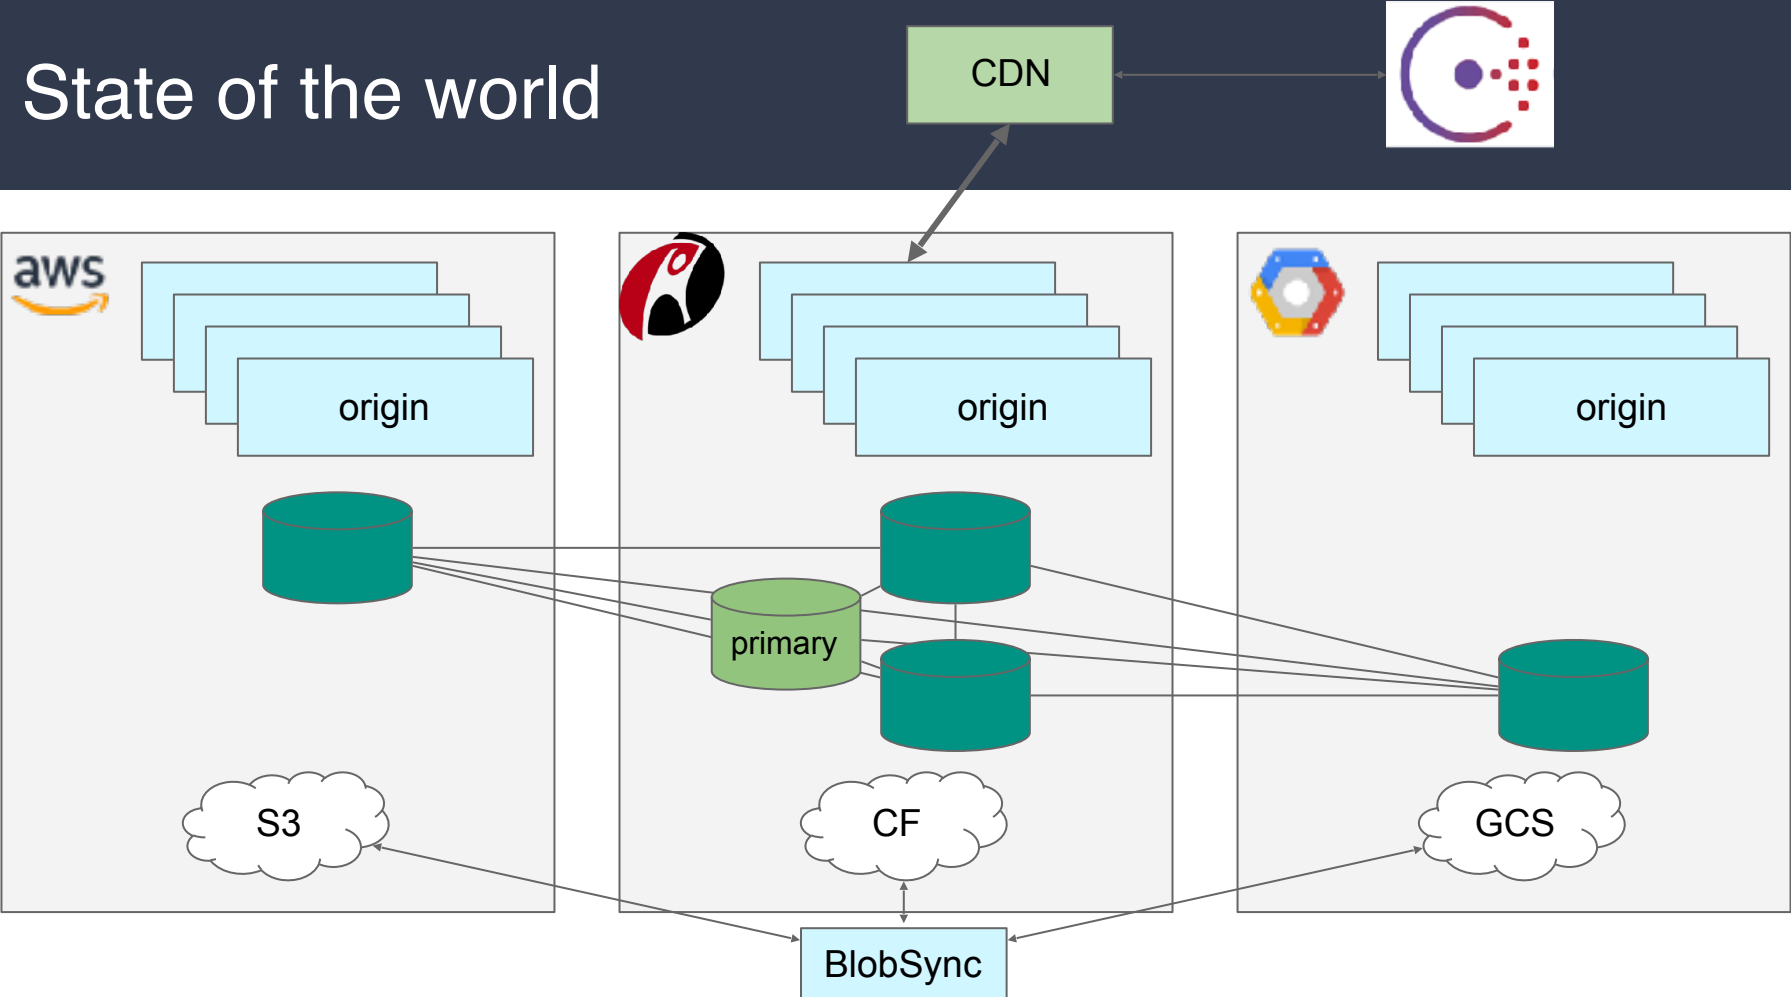 State of the world
CDN
aws
origin
origin
origin
primary
S3
CF
GCS
BlobSync